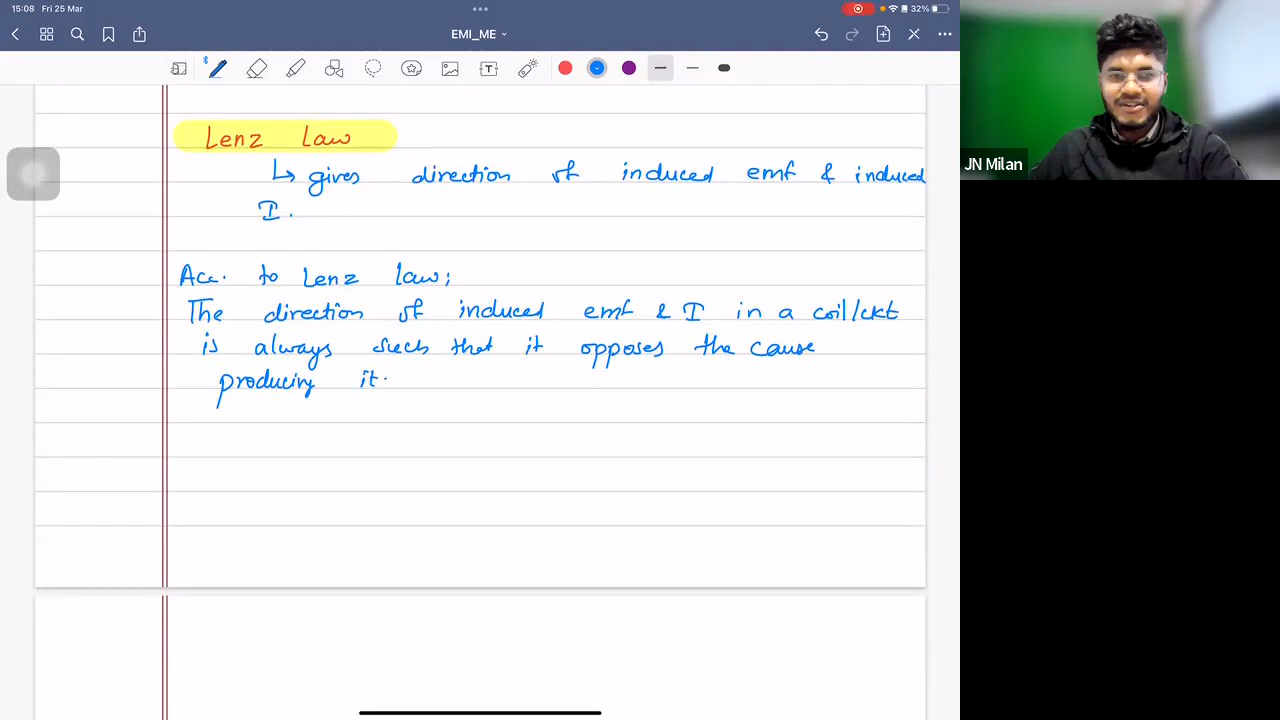 15:08 Fri 25 Mar
32%
EMI_ME
Lenz Law
↳ gives direction of induced emf & induced
I.
Acc. to Lenz law;
The direction of induced emf & I in a coil/ckt
is always such that it opposes the cause
producing it.
JN Milan